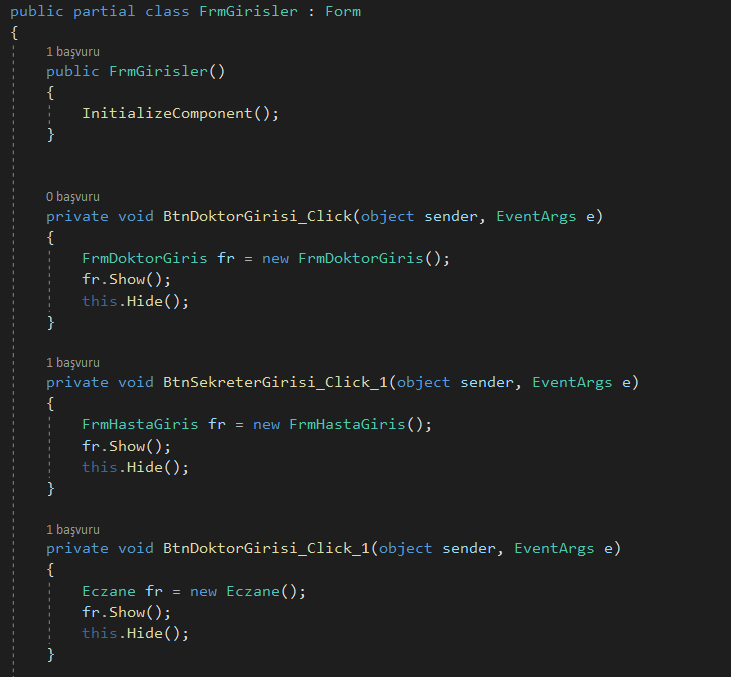 public partial class FrmGirisler : Form
{
1 başvuru
public FrmGirisler()
{
InitializeComponent();
}
0 başvuru
private void BtnDoktorGirisi_Click(object sender, EventArgs e)
{
FrmDoktorGiris fr = new FrmDoktorGiris();
fr.Show();
this.Hide();
}
1 başvuru
private void BtnSekreterGirisi_Click_1(object sender, EventArgs e)
{
FrmHastaGiris fr = new FrmHastaGiris();
fr.Show();
this.Hide();
}
1 başvuru
private void BtnDoktorGirisi_Click_1(object sender, EventArgs e)
{
Eczane fr = new Eczane();
fr.Show();
this.Hide();
}